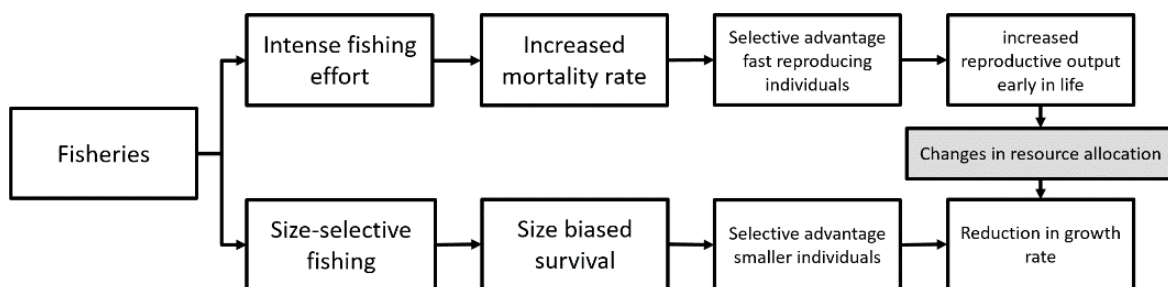 Fisheries
Intense fishing
effort
Increased
mortality rate
Selective advantage
fast reproducing
individuals
increased
reproductive output
early in life
Changes in resource allocation
Size-selective
fishing
Size biased
survival
Selective advantage
smaller individuals
Reduction in growth
rate